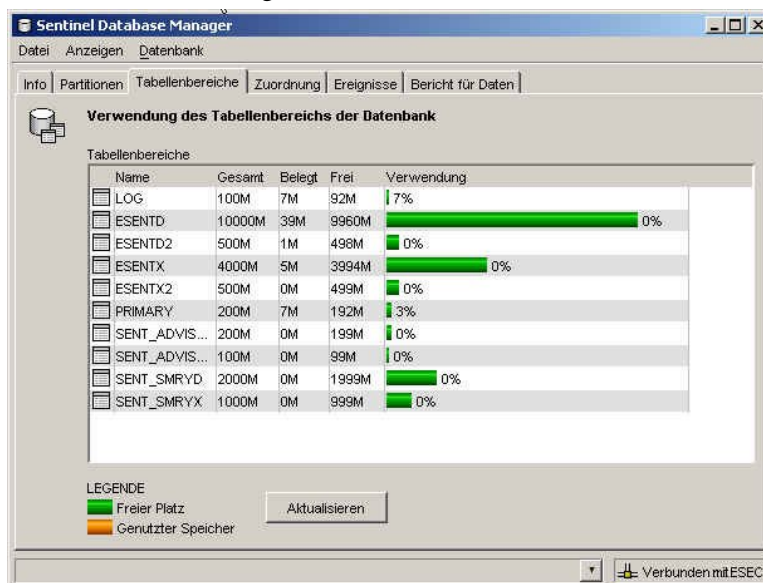 Sentinel Database Manager
Datei Anzeigen Datenbank
Info Partitionen Tabellenbereiche Zuordnung Ereignisse Bericht für Daten
Verwendung des Tabellenbereichs der Datenbank
Tabellenbereiche
Name Gesamt Belegt Frei Verwendung
LOG 100M 7M 92M 7%
ESENTD 10000M 39M 9960M 0%
ESENTD2 500M 1M 498M 0%
ESENTX 4000M 5M 3994M 0%
ESENTX2 500M 0M 499M 0%
PRIMARY 200M 7M 192M 3%
SENT_ADVIS... 200M 0M 199M 0%
SENT_ADVIS... 100M 0M 99M 0%
SENT_SMRYD 2000M 0M 1999M 0%
SENT_SMRYX 1000M 0M 999M 0%
LEGENDE
Freier Platz
Genutzter Speicher
Aktualisieren
Verbunden mit ESEC